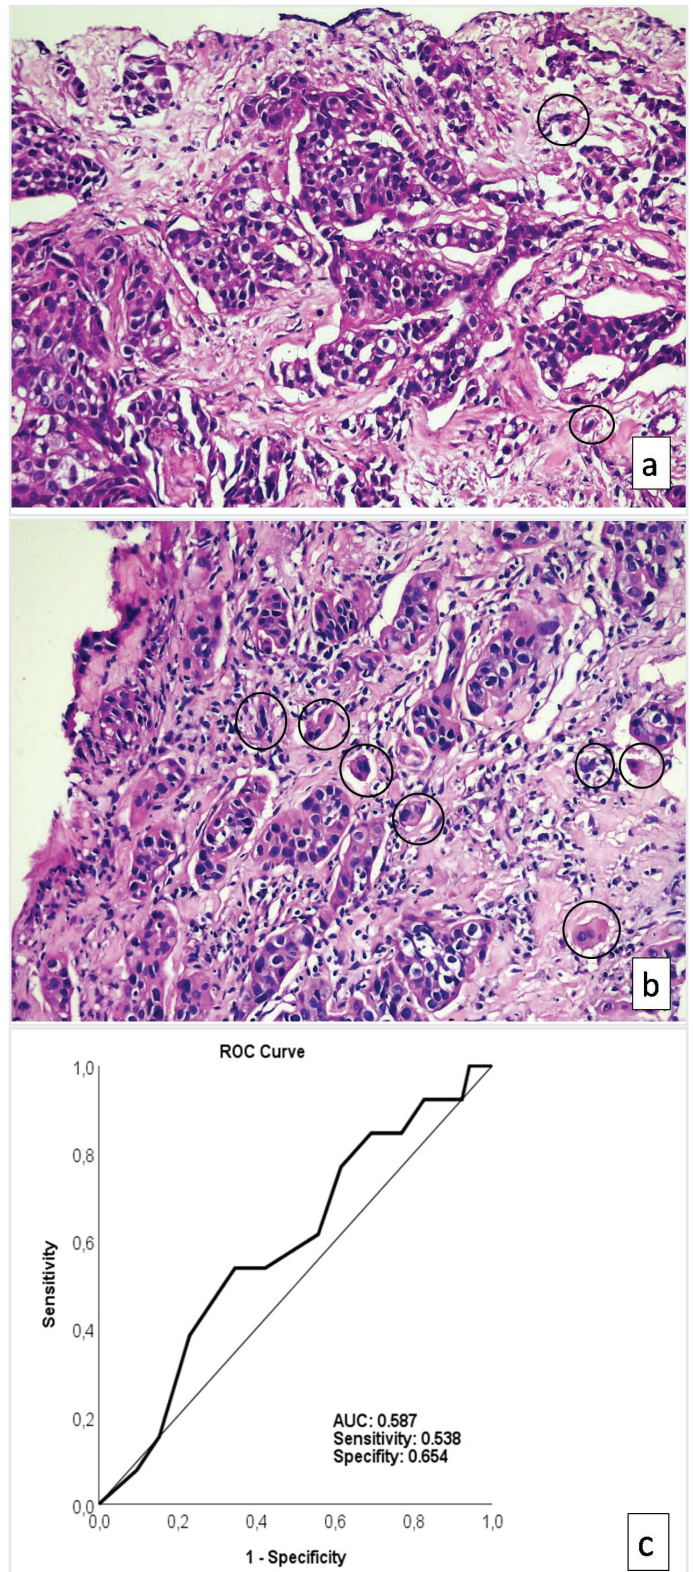 a
b
ROC Curve
1,0
0,8
0,6
0,4
0,2
0,0
Sensitivity
AUC: 0.587
Sensitivity: 0.538
Specifity: 0.654
0,0 0,2 0,4 0,6 0,8 1,0
1 - Specificity
c